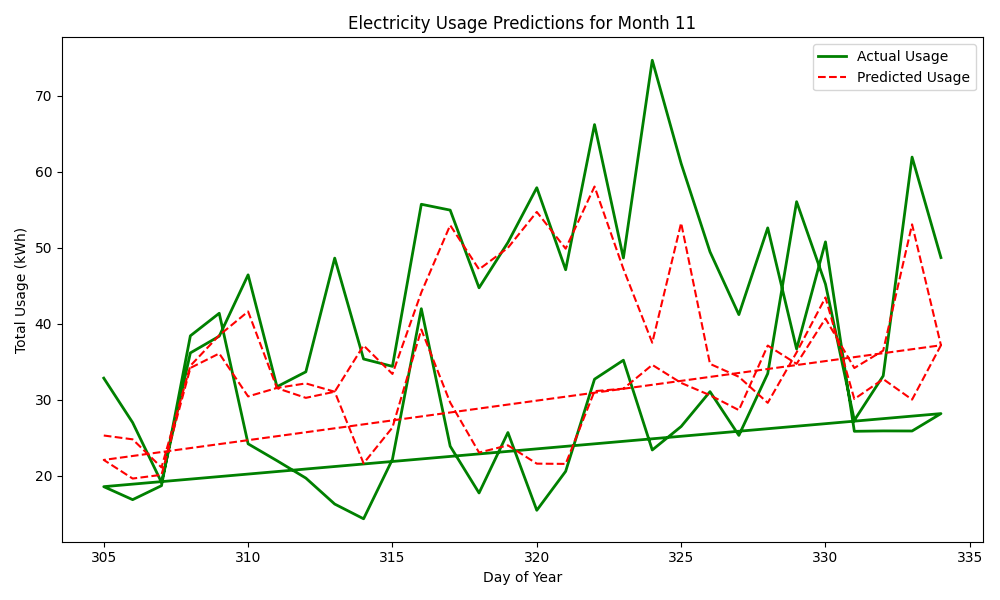 Electricity Usage Predictions for Month 11
Actual Usage
Predicted Usage
Total Usage (kWh)
70
60
50
40
30
20
305
310
315
320
325
330
335
Day of Year